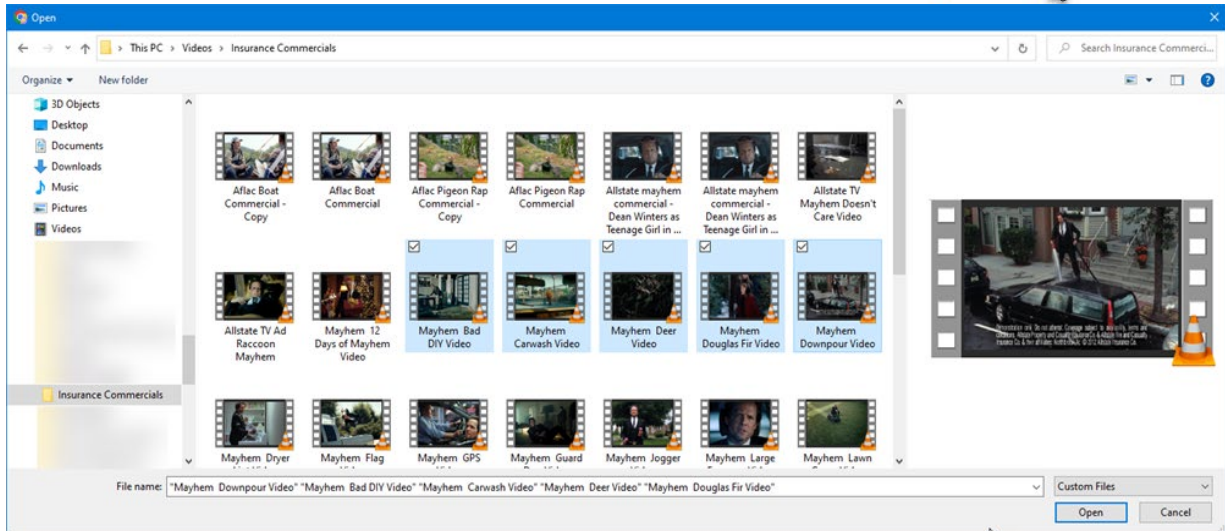 Open
This PC > Videos > Insurance Commercials
Search Insurance Commerci...
Organize
New folder
3D Objects
Desktop
Documents
Downloads
Music
Pictures
Videos
Insurance Commercials
Aflac Boat
Commercial -
Copy
Aflac Boat
Commercial
Aflac Pigeon Rap
Commercial -
Copy
Aflac Pigeon Rap
Commercial
Allstate mayhem
commercial -
Dean Winters as
Teenage Girl in ...
Allstate mayhem
commercial -
Dean Winters as
Teenage Girl in ...
Allstate TV
Mayhem Doesn't
Care Video
Allstate TV Ad
Raccoon
Mayhem
Mayhem 12
Days of Mayhem
Video
Mayhem Bad
DIY Video
Mayhem
Carwash Video
Mayhem Deer
Video
Mayhem
Douglas Fir Video
Mayhem
Downpour Video
Mayhem Dryer
Mayhem Flag
Mayhem GPS
Mayhem Guard
Mayhem Jogger
Mayhem Large
Mayhem Lawn
File name: "Mayhem Downpour Video" "Mayhem Bad DIY Video" "Mayhem Carwash Video" "Mayhem Deer Video" "Mayhem Douglas Fir Video"
Custom Files
Open
Cancel